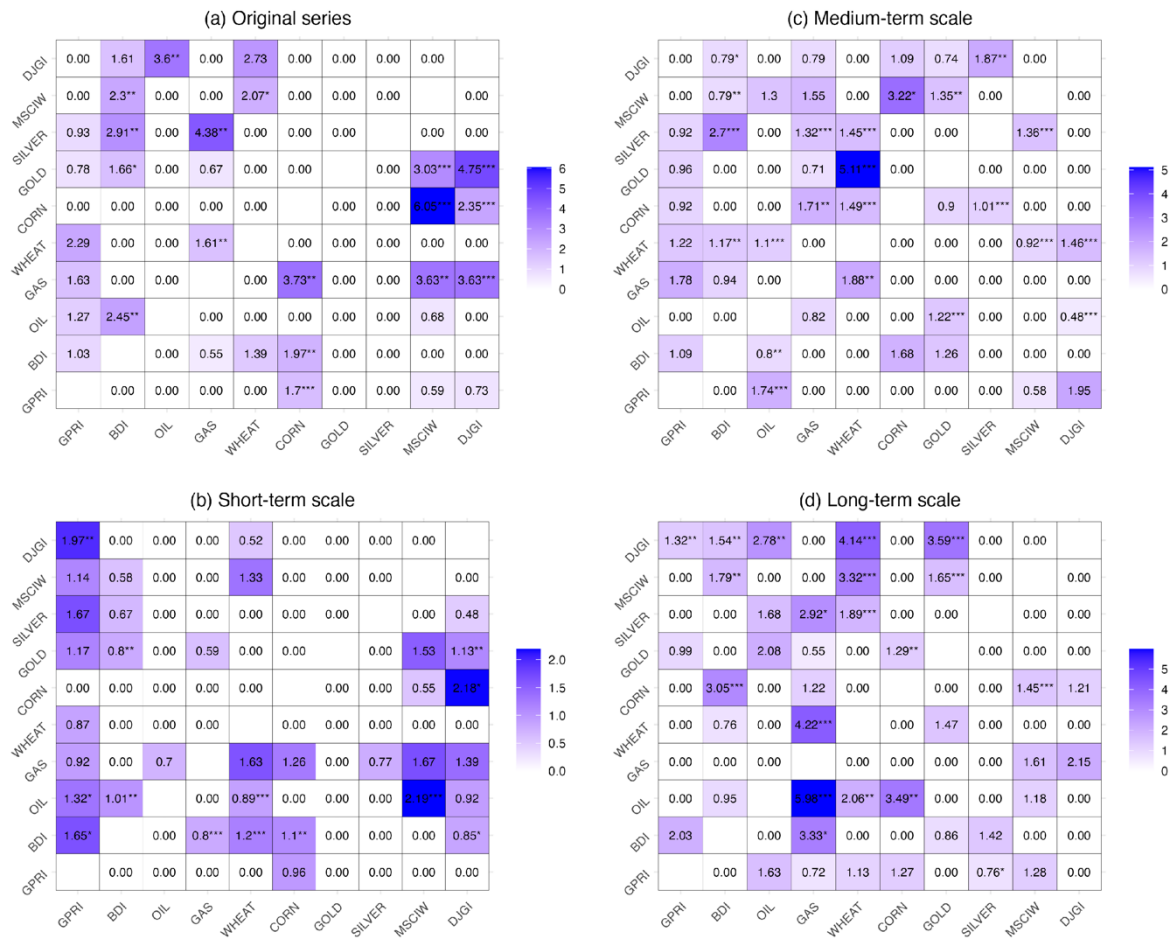 (a) Original series
DJGI 0.00 1.61 3.6** 0.00 2.73 0.00 0.00 0.00 0.00
MSCIW 0.00 2.3** 0.00 0.00 2.07* 0.00 0.00 0.00 0.00
SILVER 0.93 2.91** 0.00 4.38** 0.00 0.00 0.00 0.00 0.00
GOLD 0.78 1.66* 0.00 0.67 0.00 0.00 0.00 3.03*** 4.75***
CORN 0.00 0.00 0.00 0.00 0.00 0.00 0.00 6.05*** 2.35***
WHEAT 2.29 0.00 0.00 1.61** 0.00 0.00 0.00 0.00 0.00
GAS 1.63 0.00 0.00 0.00 3.73** 0.00 0.00 3.63** 3.63***
OIL 1.27 2.45** 0.00 0.00 0.00 0.00 0.00 0.68 0.00
BDI 1.03 0.00 0.55 1.39 1.97** 0.00 0.00 0.00 0.00
GPRI 0.00 0.00 0.00 0.00 1.7*** 0.00 0.00 0.59 0.73
GPRI BDI OIL GAS WHEAT CORN GOLD SILVER MSCIW DJGI
6
5
4
3
2
1
0
(c) Medium-term scale
DJGI 0.00 0.79* 0.00 0.79 0.00 1.09 0.74 1.87** 0.00
MSCIW 0.00 0.79** 1.3 1.55 0.00 3.22* 1.35** 0.00 0.00
SILVER 0.92 2.7*** 0.00 1.32*** 1.45*** 0.00 0.00 1.36*** 0.00
GOLD 0.96 0.00 0.00 0.71 5.11*** 0.00 0.00 0.00 0.00
CORN 0.92 0.00 0.00 1.71** 1.49*** 0.9 1.01*** 0.00 0.00
WHEAT 1.22 1.17** 1.1*** 0.00 0.00 0.00 0.00 0.92*** 1.46***
GAS 1.78 0.94 0.00 1.88** 0.00 0.00 0.00 0.00 0.00
OIL 0.00 0.00 0.82 0.00 0.00 1.22*** 0.00 0.00 0.48***
BDI 1.09 0.8** 0.00 0.00 1.68 1.26 0.00 0.00 0.00
GPRI 0.00 1.74*** 0.00 0.00 0.00 0.00 0.00 0.58 1.95
GPRI BDI OIL GAS WHEAT CORN GOLD SILVER MSCIW DJGI
5
4
3
2
1
0
(b) Short-term scale
DJGI 1.97** 0.00 0.00 0.00 0.52 0.00 0.00 0.00 0.00
MSCIW 1.14 0.58 0.00 0.00 1.33 0.00 0.00 0.00 0.00
SILVER 1.67 0.67 0.00 0.00 0.00 0.00 0.00 0.00 0.48
GOLD 1.17 0.8** 0.00 0.59 0.00 0.00 0.00 1.53 1.13**
CORN 0.00 0.00 0.00 0.00 0.00 0.00 0.00 0.55 2.18*
WHEAT 0.87 0.00 0.00 0.00 0.00 0.00 0.00 0.00 0.00
GAS 0.92 0.00 0.7 1.63 1.26 0.00 0.77 1.67 1.39
OIL 1.32* 1.01** 0.00 0.89*** 0.00 0.00 0.00 2.19*** 0.92
BDI 1.65* 0.00 0.8*** 1.2*** 1.1** 0.00 0.00 0.00 0.85*
GPRI 0.00 0.00 0.00 0.00 0.96 0.00 0.00 0.00 0.00
GPRI BDI OIL GAS WHEAT CORN GOLD SILVER MSCIW DJGI
2.0
1.5
1.0
0.5
0.0
(d) Long-term scale
DJGI 1.32** 1.54** 2.78** 0.00 4.14*** 0.00 3.59*** 0.00 0.00
MSCIW 0.00 1.79** 0.00 0.00 3.32*** 0.00 1.65*** 0.00 0.00
SILVER 0.00 0.00 1.68 2.92* 1.89*** 0.00 0.00 0.00 0.00
GOLD 0.99 0.00 2.08 0.55 0.00 1.29** 0.00 0.00 0.00
CORN 0.00 3.05*** 0.00 1.22 0.00 0.00 0.00 1.45*** 1.21
WHEAT 0.00 0.76 0.00 4.22*** 0.00 1.47 0.00 0.00 0.00
GAS 0.00 0.00 0.00 0.00 0.00 0.00 0.00 1.61 2.15
OIL 0.00 0.95 5.98*** 2.06** 3.49** 0.00 0.00 1.18 0.00
BDI 2.03 0.00 3.33* 0.00 0.00 0.86 1.42 0.00 0.00
GPRI 0.00 1.63 0.72 1.13 1.27 0.00 0.76* 1.28 0.00
GPRI BDI OIL GAS WHEAT CORN GOLD SILVER MSCIW DJGI
5
4
3
2
1
0